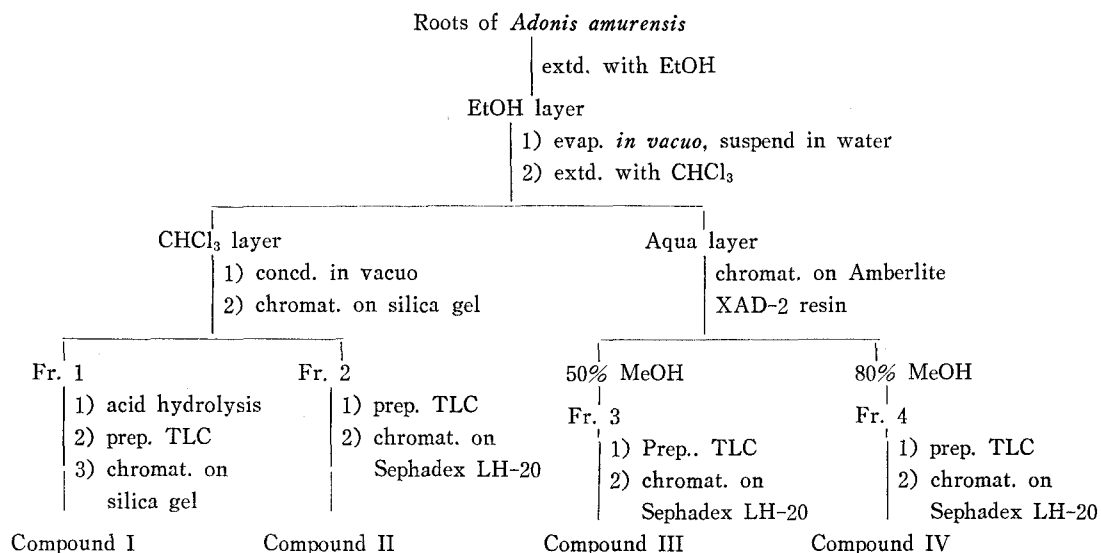 Roots of Adonis amurensis
extd. with EtOH
EtOH layer
1) evap. in vacuo, suspend in water
2) extd. with CHCl₃
CHCl₃ layer
1) concd. in vacuo
2) chromat. on silica gel
Aqua layer
chromat. on Amberlite
XAD-2 resin
Fr. 1
1) acid hydrolysis
2) prep. TLC
3) chromat. on
silica gel
Compound I
Fr. 2
1) prep. TLC
2) chromat. on
Sephadex LH-20
Compound II
50% MeOH
Fr. 3
1) Prep.. TLC
2) chromat. on
Sephadex LH-20
Compound III
80% MeOH
Fr. 4
1) prep. TLC
2) chromat. on
Sephadex LH-20
Compound IV